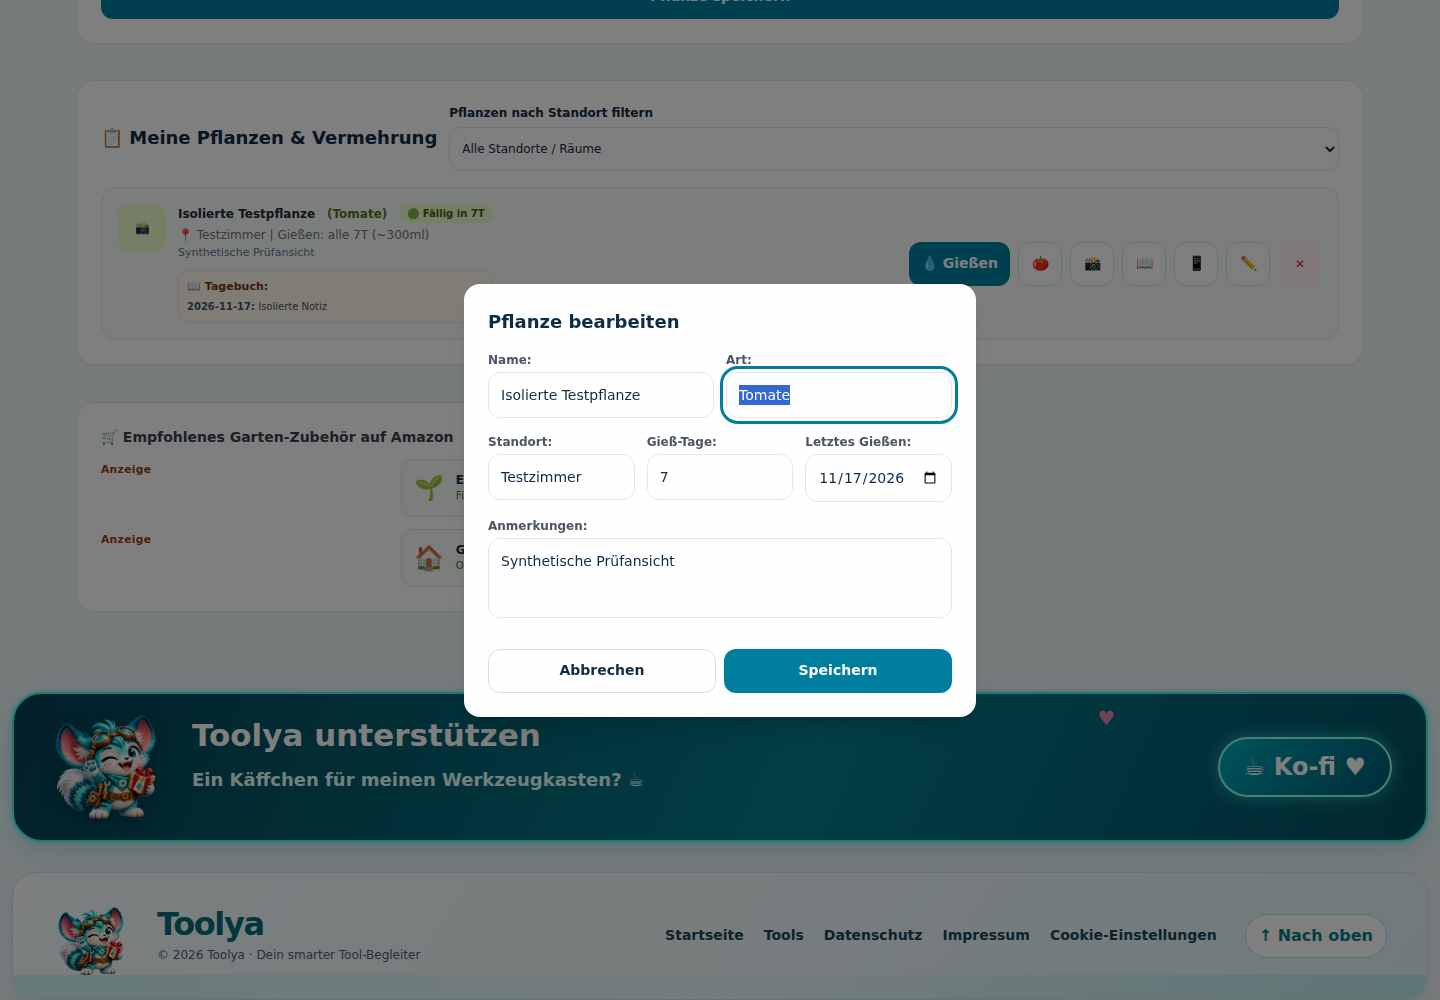 📋 Meine Pflanzen & Vermehrung
Pflanzen nach Standort filtern
Alle Standorte / Räume
Isolierte Testpflanze (Tomate) Fällig in 7T
Testzimmer | Gießen: alle 7T (~300ml)
Synthetische Prüfansicht
Tagebuch:
2026-11-17: Isolierte Notiz
Gießen
×
Pflanze bearbeiten
Name:
Art:
Isolierte Testpflanze
Tomate
Standort:
Gieß-Tage:
Letztes Gießen:
Testzimmer
7
11/17/2026
Anmerkungen:
Synthetische Prüfansicht
Abbrechen
Speichern
Empfohlenes Garten-Zubehör auf Amazon
Anzeige
Anzeige
Toolya unterstützen
Ein Käffchen für meinen Werkzeugkasten? ☕
☕ Ko-fi ♥
Toolya
© 2026 Toolya · Dein smarter Tool-Begleiter
Startseite
Tools
Datenschutz
Impressum
Cookie-Einstellungen
↑ Nach oben